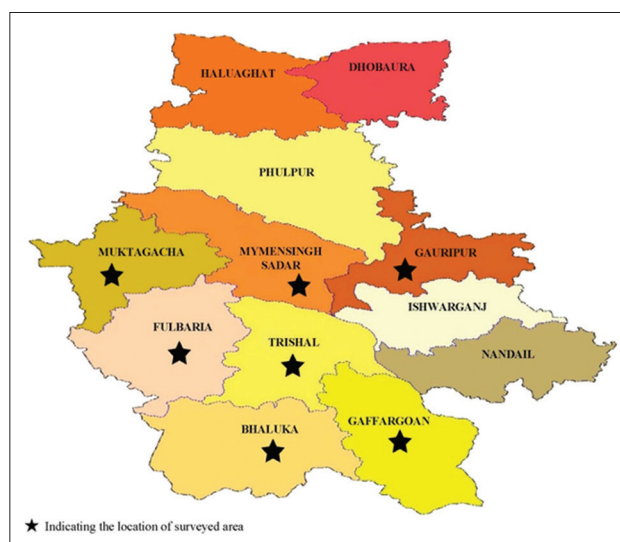 HALUAGHAT
DHOBAURA
PHULPUR
MUKTAGACHA
MYMENSINGH
SADAR
GAURIPUR
ISHWARGANJ
FULBARIA
TRISHAL
NANDAIL
BHALUKA
GAFFARGOAN
Indicating the location of surveyed area